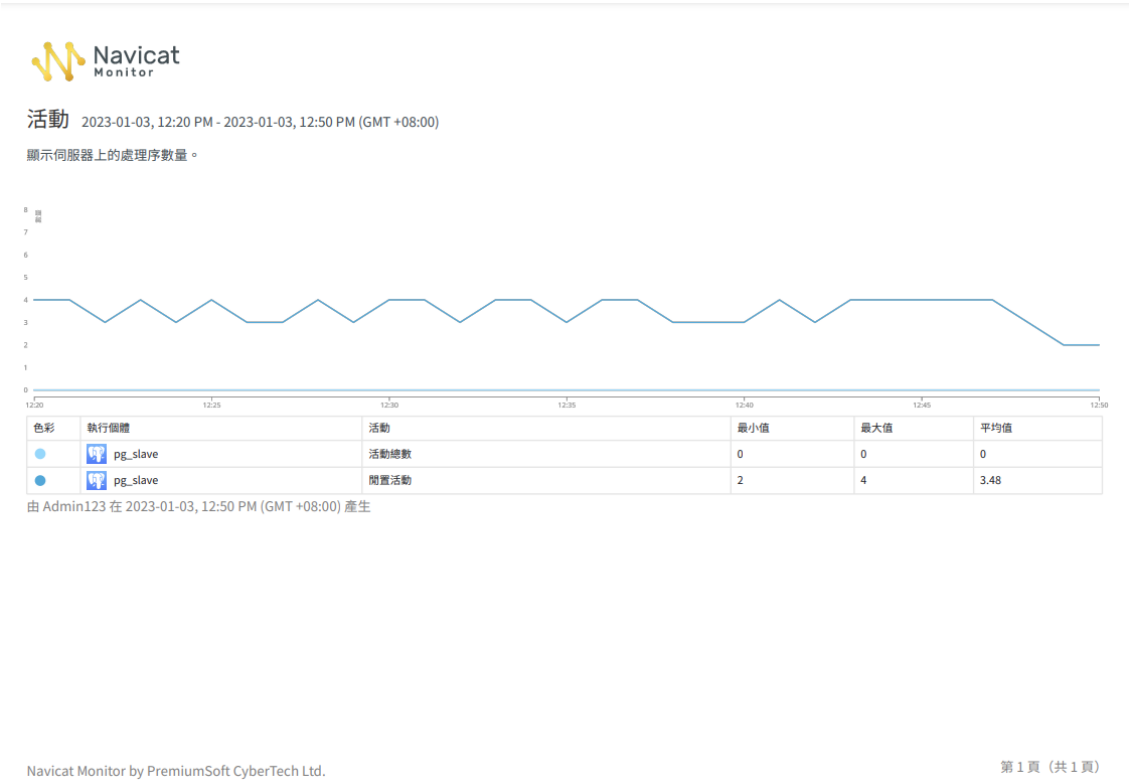 Navicat
Monitor
活動 2023-01-03, 12:20 PM - 2023-01-03, 12:50 PM (GMT +08:00)
顯示伺服器上的處理序數量。
8
7
6
5
4
3
2
1
0
12:20 12:25 12:30 12:35 12:40 12:45 12:50
色彩 執行個體 活動 最小值 最大值 平均值
pg_slave 活動總數 0 0 0
pg_slave 閒置活動 2 4 3.48
由 Admin123 在 2023-01-03, 12:50 PM (GMT +08:00) 產生
Navicat Monitor by PremiumSoft CyberTech Ltd.
第 1 頁（共 1 頁）